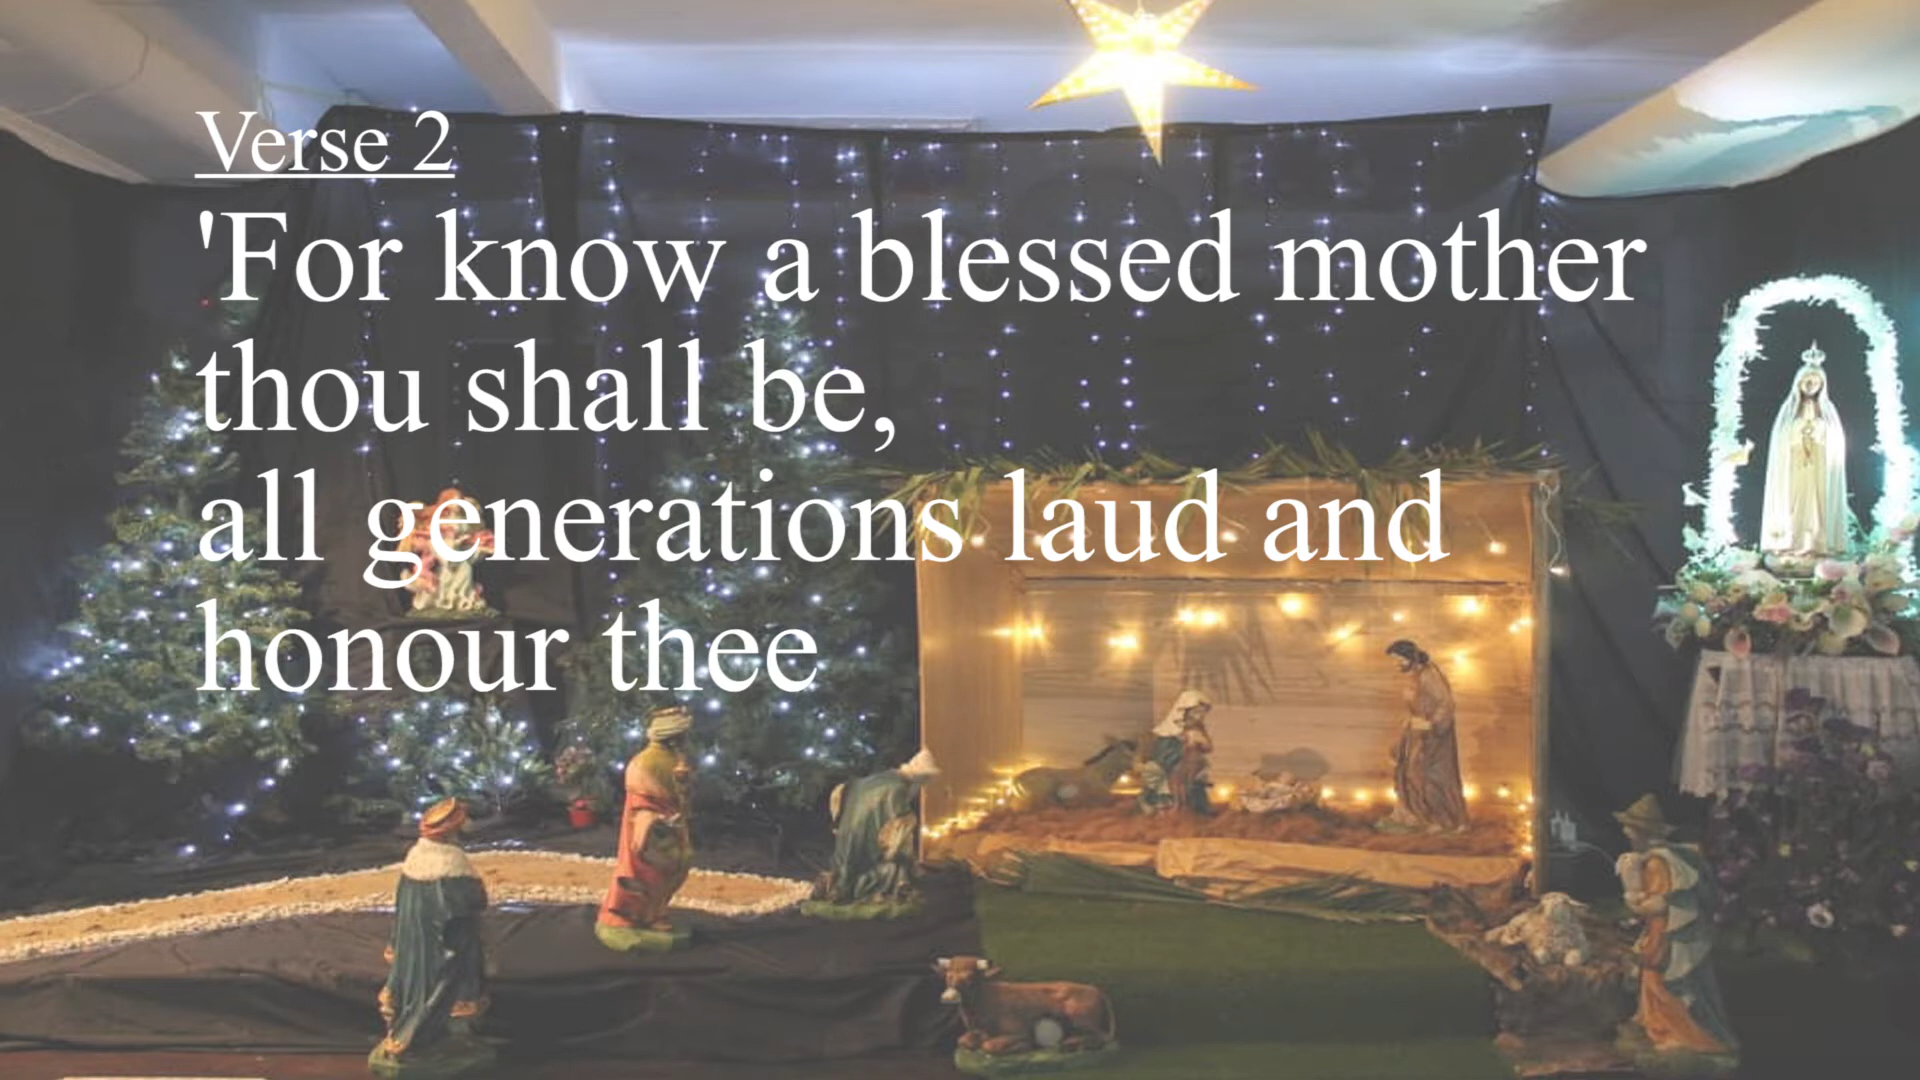 Verse 2
'For know a blessed mother
thou shall be,
all generations laud and
honour thee